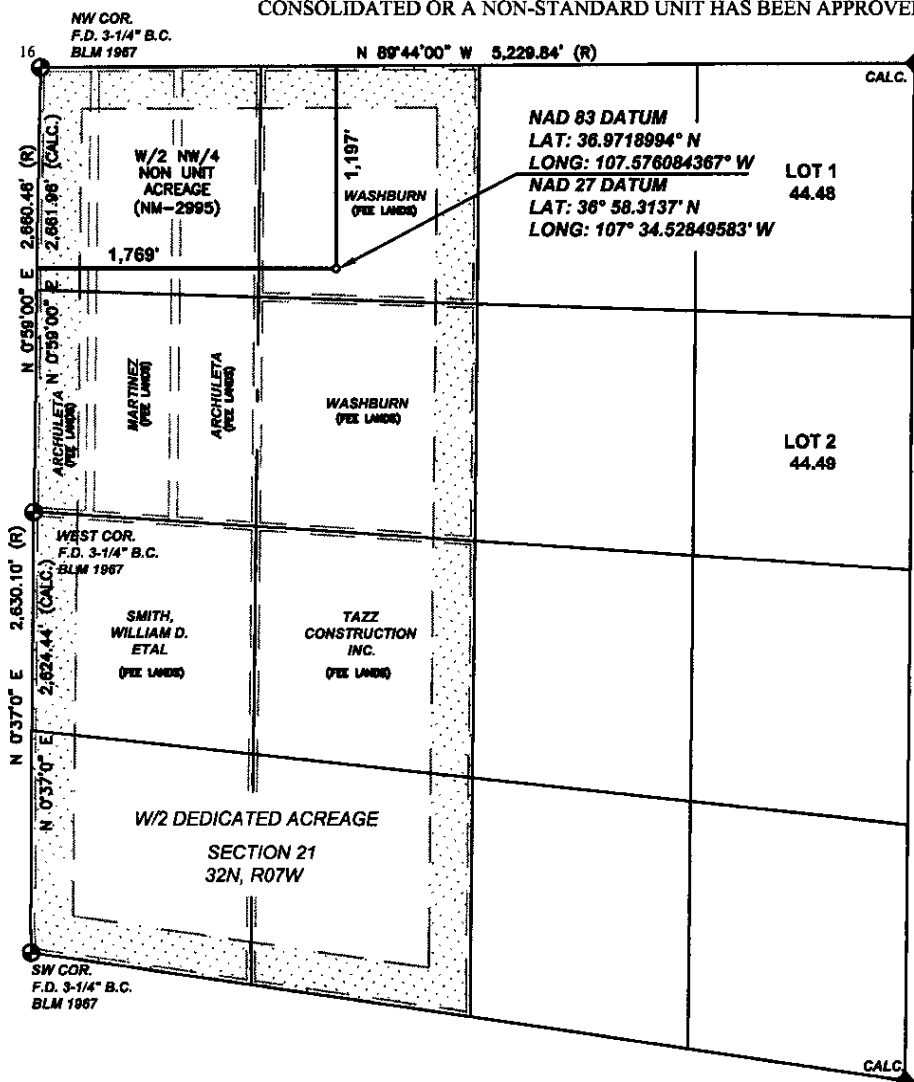 CONSOLIDATED OR A NON-STANDARD UNIT HAS BEEN APPROVE
NW COR.
F.D. 3-1/4" B.C.
BLM 1967
16
N 89°44'00" W 5,229.84' (R)
CALC.
N 0°59'00" E 2,660.46' (R)
N 0°59'00" E 2,661.96' (CALC.)
W/2 NW/4
NON UNIT
ACREAGE
(NM-2995)
1,197'
WASHBURN
(FEE LANDS)
NAD 83 DATUM
LAT: 36.9718994° N
LONG: 107.576084367° W
NAD 27 DATUM
LAT: 36° 58.3137' N
LONG: 107° 34.52849583' W
LOT 1
44.48
1,769'
ARCHULETA
(FEE LANDS)
MARTINEZ
(FEE LANDS)
ARCHULETA
(FEE LANDS)
WASHBURN
(FEE LANDS)
LOT 2
44.49
WEST COR.
F.D. 3-1/4" B.C.
BLM 1967
N 0°37'0" E 2,630.10' (R)
N 0°37'0" E 2,624.44' (CALC.)
SMITH,
WILLIAM D.
ETAL
(FEE LANDS)
TAZZ
CONSTRUCTION
INC.
(FEE LANDS)
W/2 DEDICATED ACREAGE
SECTION 21
32N, R07W
SW COR.
F.D. 3-1/4" B.C.
BLM 1967
CALC